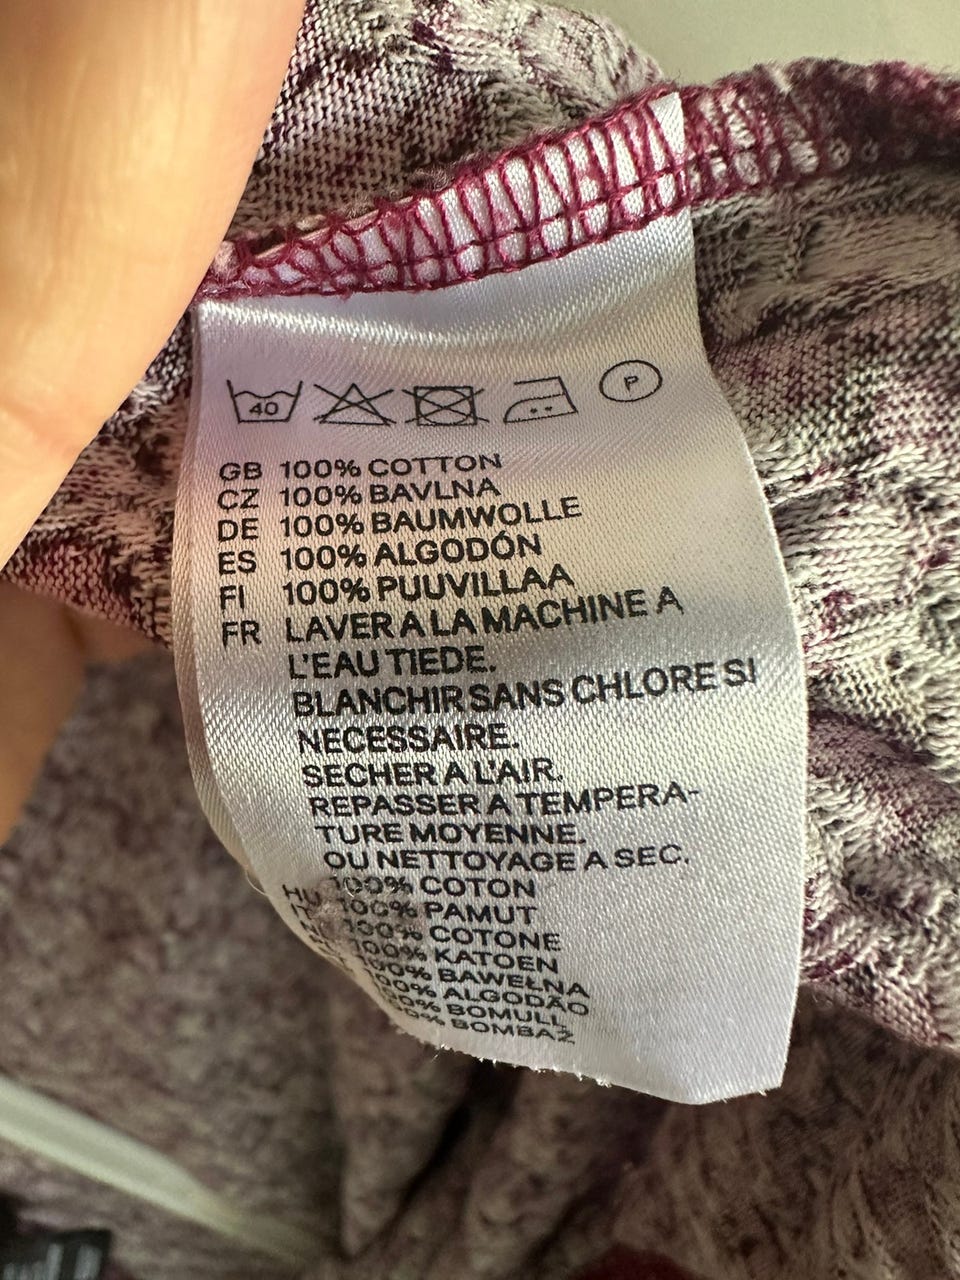 40 P
GB 100% COTTON
CZ 100% BAVLNA
DE 100% BAUMWOLLE
ES 100% ALGODÓN
FI 100% PUUVILLAA
FR LAVER A LA MACHINE A
L'EAU TIEDE.
BLANCHIR SANS CHLORE SI
NECESSAIRE.
SECHER A L'AIR.
REPASSER A TEMPERA-
TURE MOYENNE.
OU NETTOYAGE A SEC.
100% COTON
HU 100% PAMUT
100% COTONE
100% KATOEN
100% BAWEŁNA
100% ALGODÃO
BOMULL
BOMBAŽ